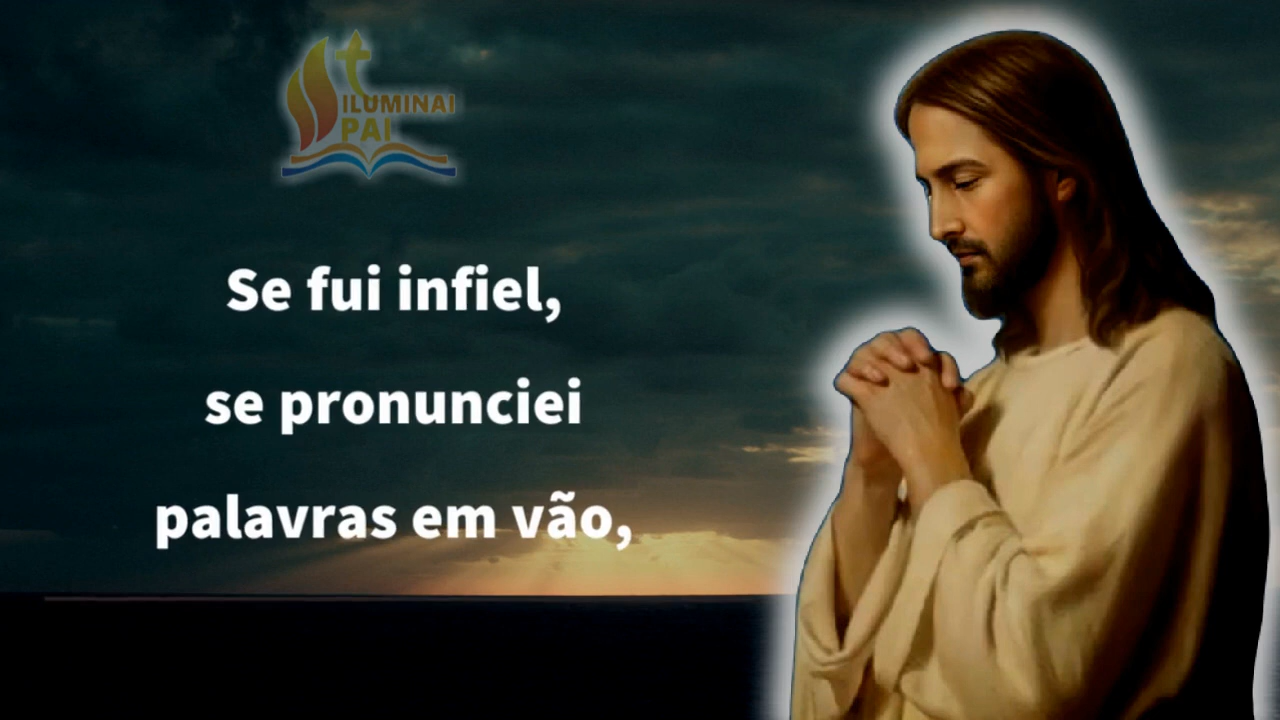 ILUMINAI
PAI
Se fui infiel,
se pronunciei
palavras em vão,